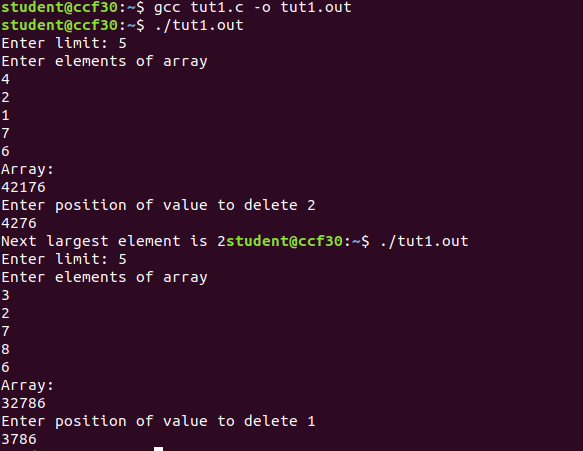 student@ccf30:~$ gcc tut1.c -o tut1.out
student@ccf30:~$ ./tut1.out
Enter limit: 5
Enter elements of array
4
2
1
7
6
Array:
42176
Enter position of value to delete 2
4276
Next largest element is 2student@ccf30:~$ ./tut1.out
Enter limit: 5
Enter elements of array
3
2
7
8
6
Array:
32786
Enter position of value to delete 1
3786